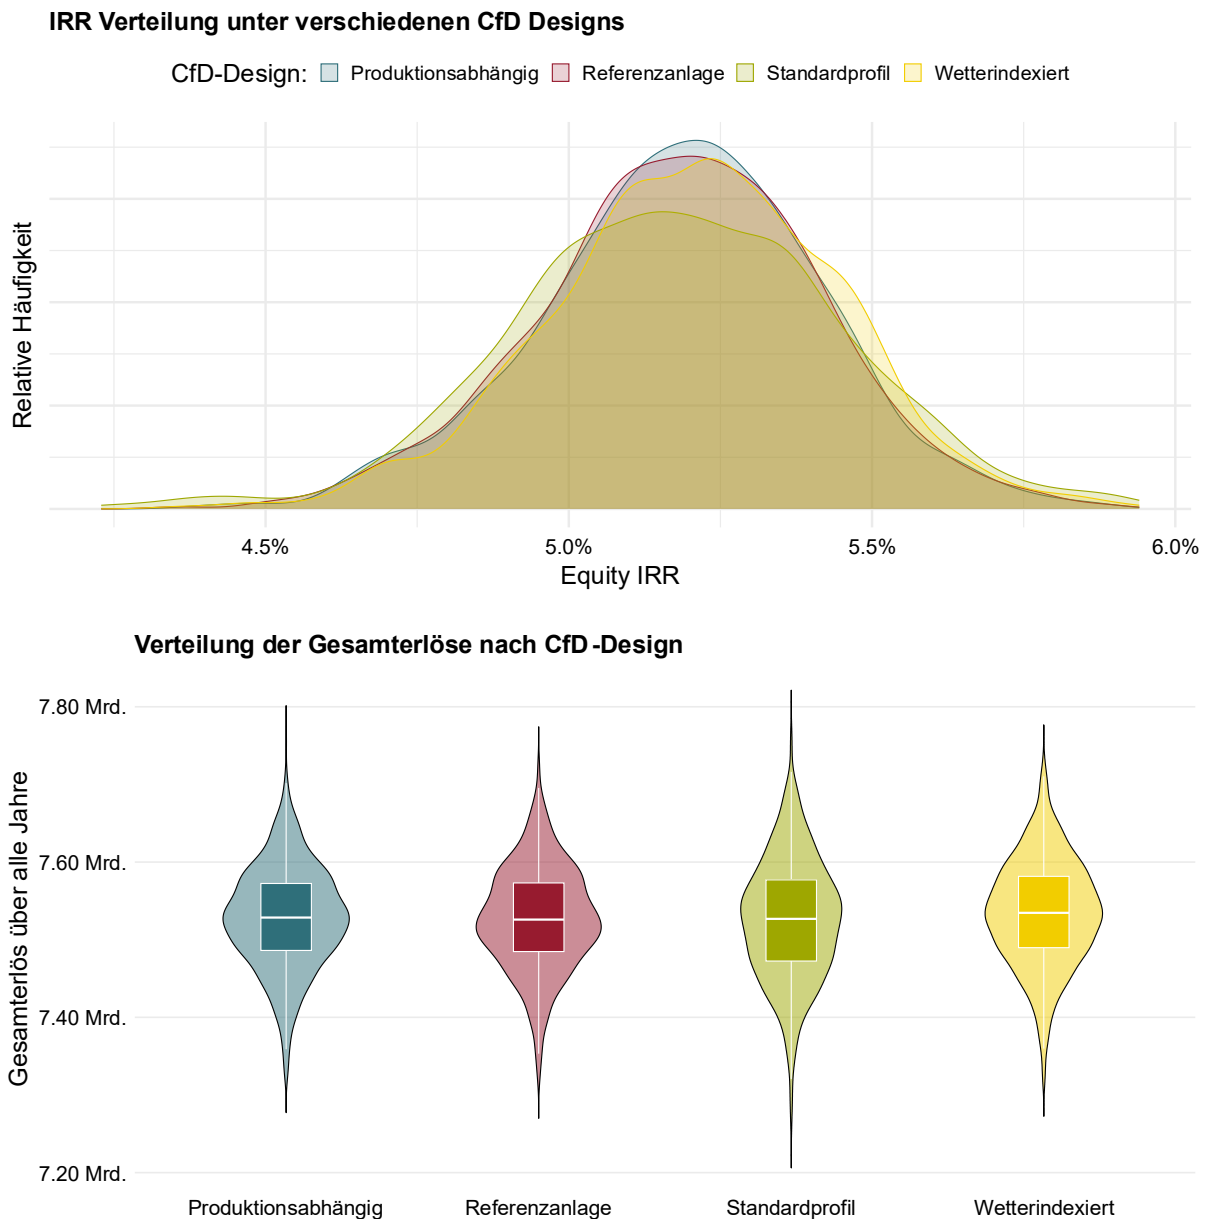 IRR Verteilung unter verschiedenen CfD Designs
CfD-Design: Produktionsabhängig Referenzanlage Standardprofil Wetterindexiert
Relative Häufigkeit
4.5% 5.0% 5.5% 6.0%
Equity IRR
Verteilung der Gesamterlöse nach CfD-Design
Gesamterlös über alle Jahre
7.80 Mrd.
7.60 Mrd.
7.40 Mrd.
7.20 Mrd.
Produktionsabhängig Referenzanlage Standardprofil Wetterindexiert